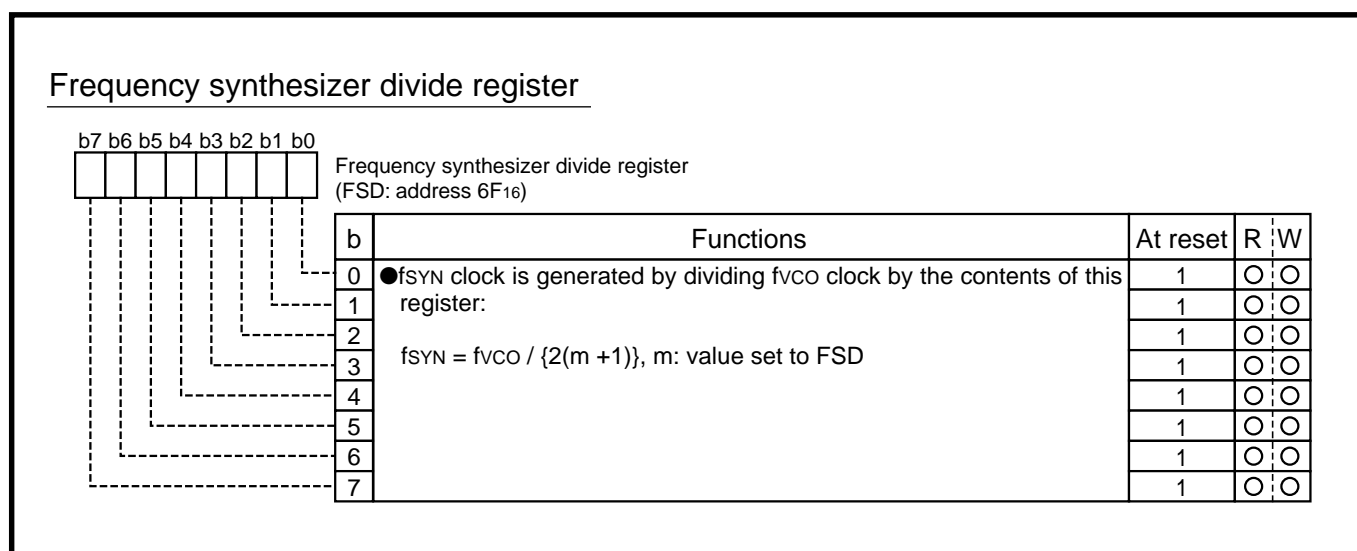 Frequency synthesizer divide register
b7 b6 b5 b4 b3 b2 b1 b0
Frequency synthesizer divide register
(FSD: address 6F16)
b Functions At reset R W
0 ●fSYN clock is generated by dividing fVCO clock by the contents of this 1 O O
1 register: 1 O O
2 1 O O
3 fSYN = fVCO / {2(m +1)}, m: value set to FSD 1 O O
4 1 O O
5 1 O O
6 1 O O
7 1 O O